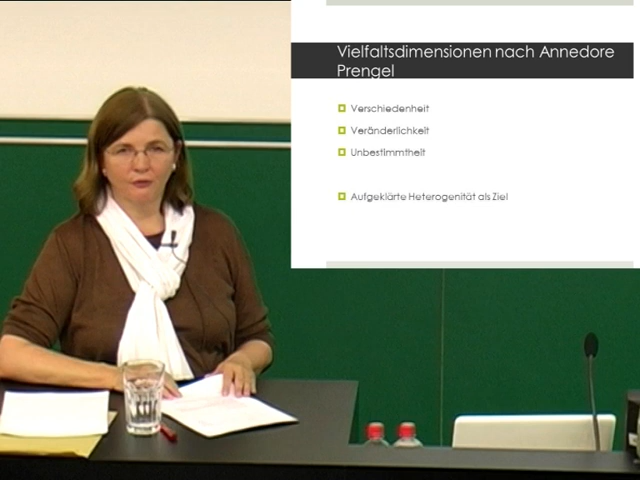 Vielfaltsdimensionen nach Annedore
Prengel
Verschiedenheit
Veränderlichkeit
Unbestimmtheit
Aufgeklärte Heterogenität als Ziel